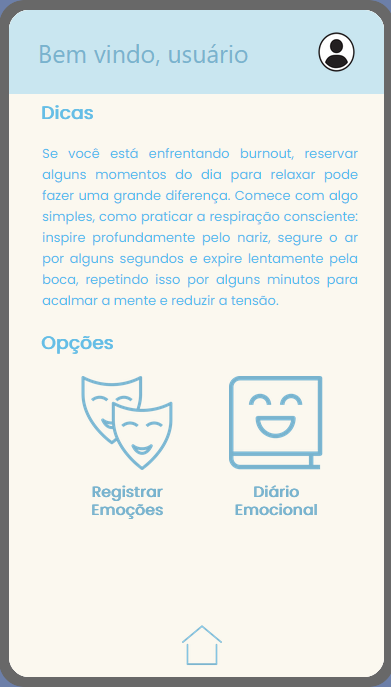 Bem vindo, usuário
Dicas
Se você está enfrentando burnout, reservar
alguns momentos do dia para relaxar pode
fazer uma grande diferença. Comece com algo
simples, como praticar a respiração consciente:
inspire profundamente pelo nariz, segure o ar
por alguns segundos e expire lentamente pela
boca, repetindo isso por alguns minutos para
acalmar a mente e reduzir a tensão.
Opções
Registrar
Emoções
Diário
Emocional